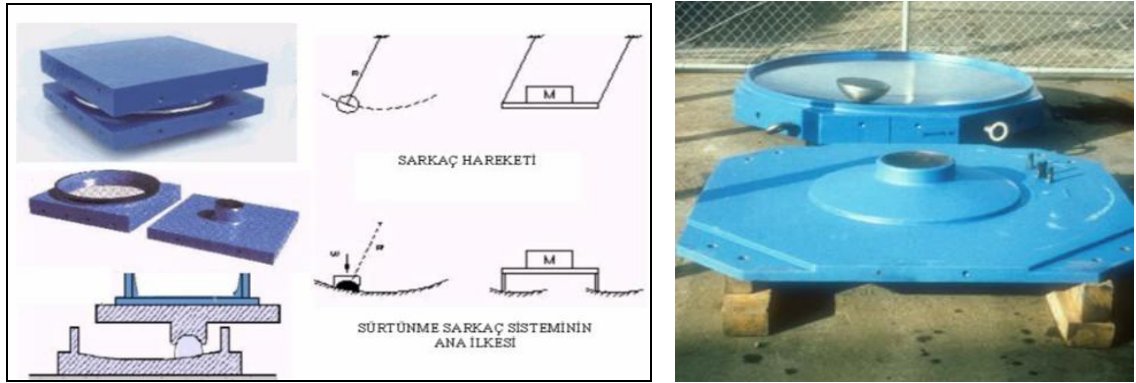 SARKAÇ HAREKETİ
M
M
SÜRTÜNME SARKAÇ SİSTEMİNİN
ANA İLKESİ